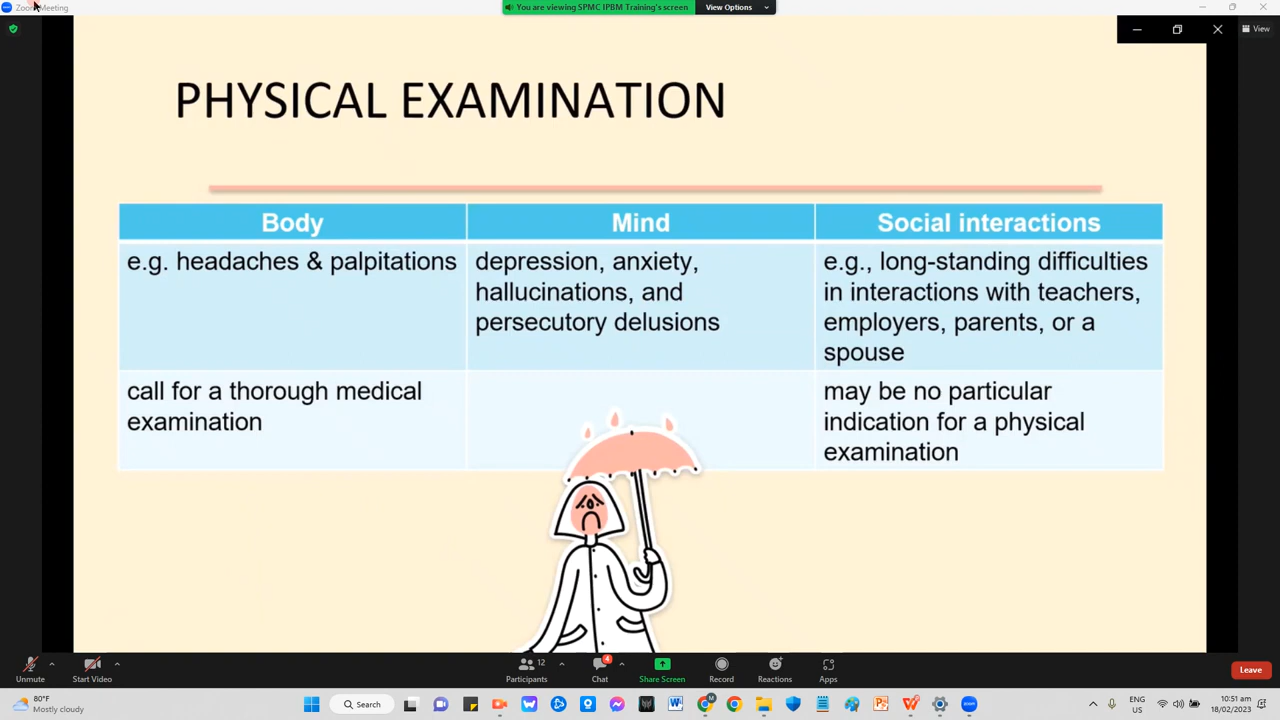 Zoom Meeting
You are viewing SPMC IPBM Training's screen
View Options
View
PHYSICAL EXAMINATION
Body
Mind
Social interactions
e.g. headaches & palpitations
depression, anxiety,
hallucinations, and
persecutory delusions
e.g., long-standing difficulties
in interactions with teachers,
employers, parents, or a
spouse
call for a thorough medical
examination
may be no particular
indication for a physical
examination
Unmute
Start Video
12
Participants
4
Chat
Share Screen
Record
Reactions
Apps
Leave
80°F
Mostly cloudy
Search
ENG
US
10:51 am
18/02/2023